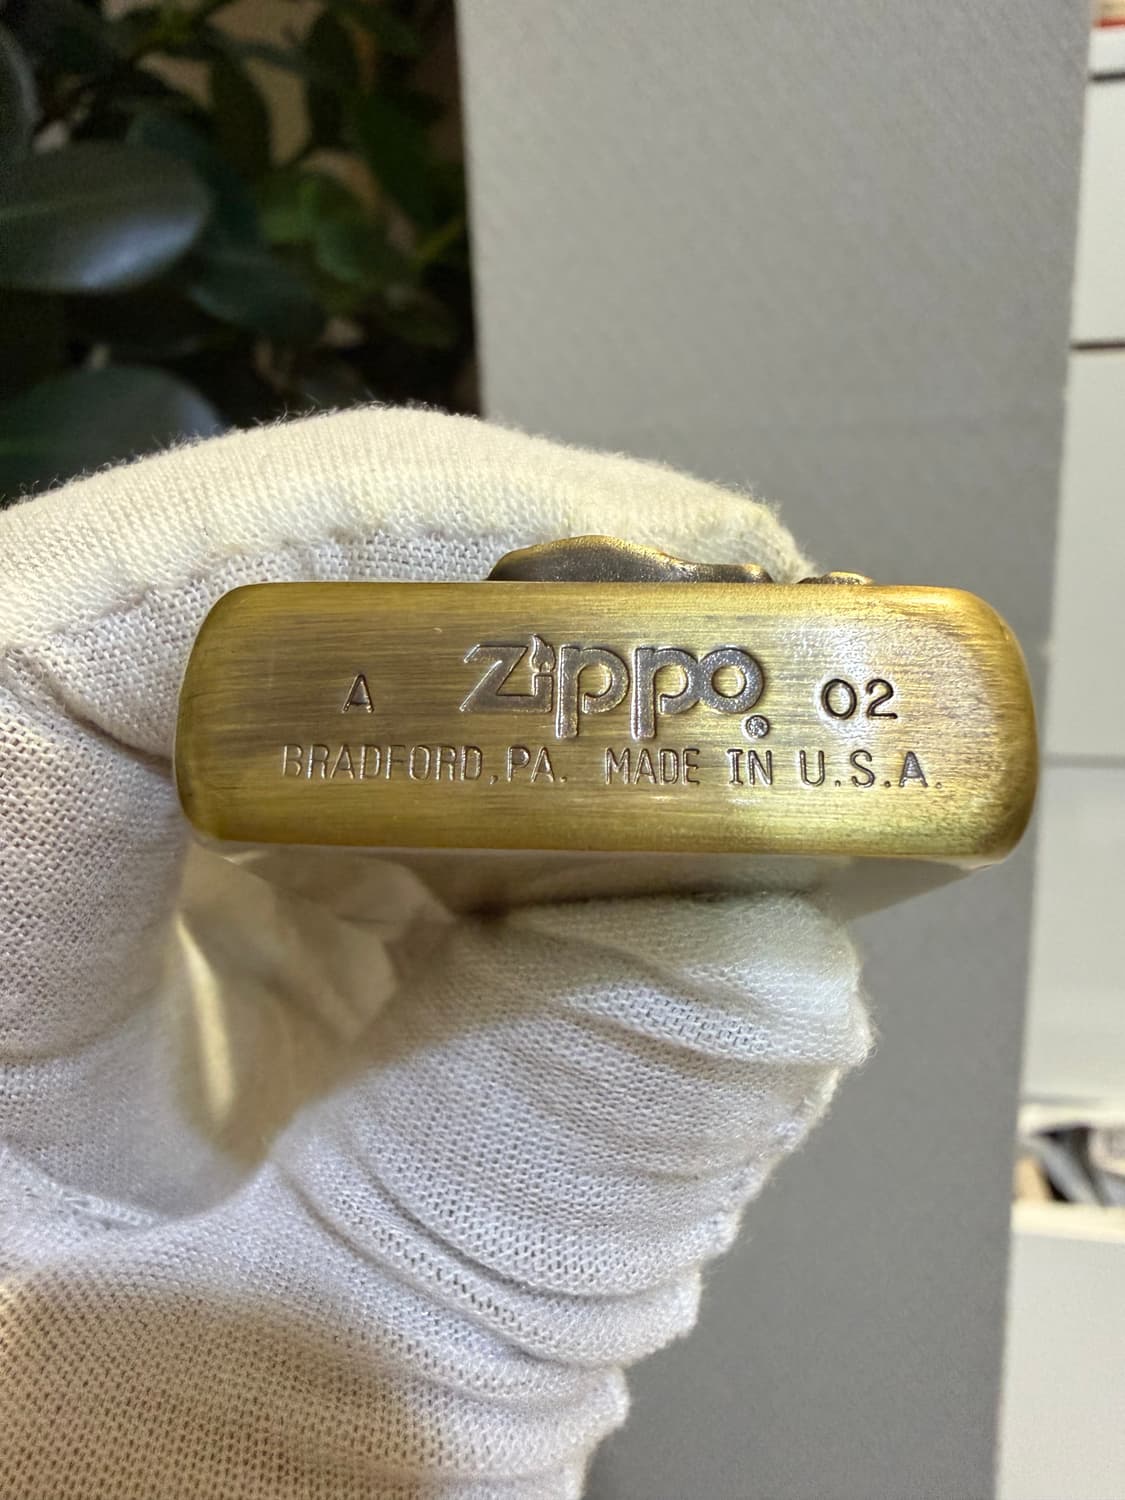 A Zippo® 02
BRADFORD, PA. MADE IN U.S.A.